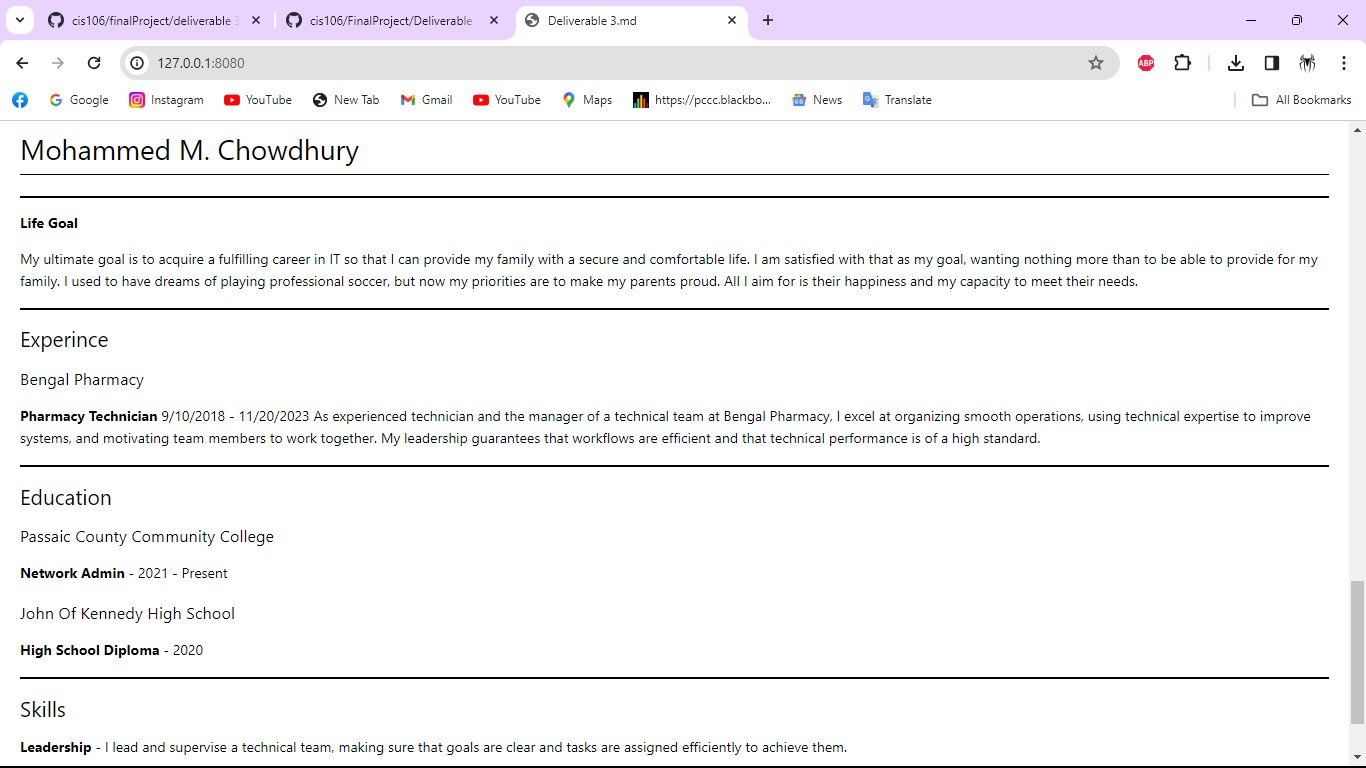 cis106/finalProject/deliverable 3
cis106/FinalProject/Deliverable
Deliverable 3.md
127.0.0.1:8080
ABP
Google
Instagram
YouTube
New Tab
Gmail
YouTube
Maps
https://pccc.blackbo...
News
Translate
All Bookmarks
Mohammed M. Chowdhury
Life Goal
My ultimate goal is to acquire a fulfilling career in IT so that I can provide my family with a secure and comfortable life. I am satisfied with that as my goal, wanting nothing more than to be able to provide for my
family. I used to have dreams of playing professional soccer, but now my priorities are to make my parents proud. All I aim for is their happiness and my capacity to meet their needs.
Experince
Bengal Pharmacy
Pharmacy Technician 9/10/2018 - 11/20/2023 As experienced technician and the manager of a technical team at Bengal Pharmacy, I excel at organizing smooth operations, using technical expertise to improve
systems, and motivating team members to work together. My leadership guarantees that workflows are efficient and that technical performance is of a high standard.
Education
Passaic County Community College
Network Admin - 2021 - Present
John Of Kennedy High School
High School Diploma - 2020
Skills
Leadership - I lead and supervise a technical team, making sure that goals are clear and tasks are assigned efficiently to achieve them.